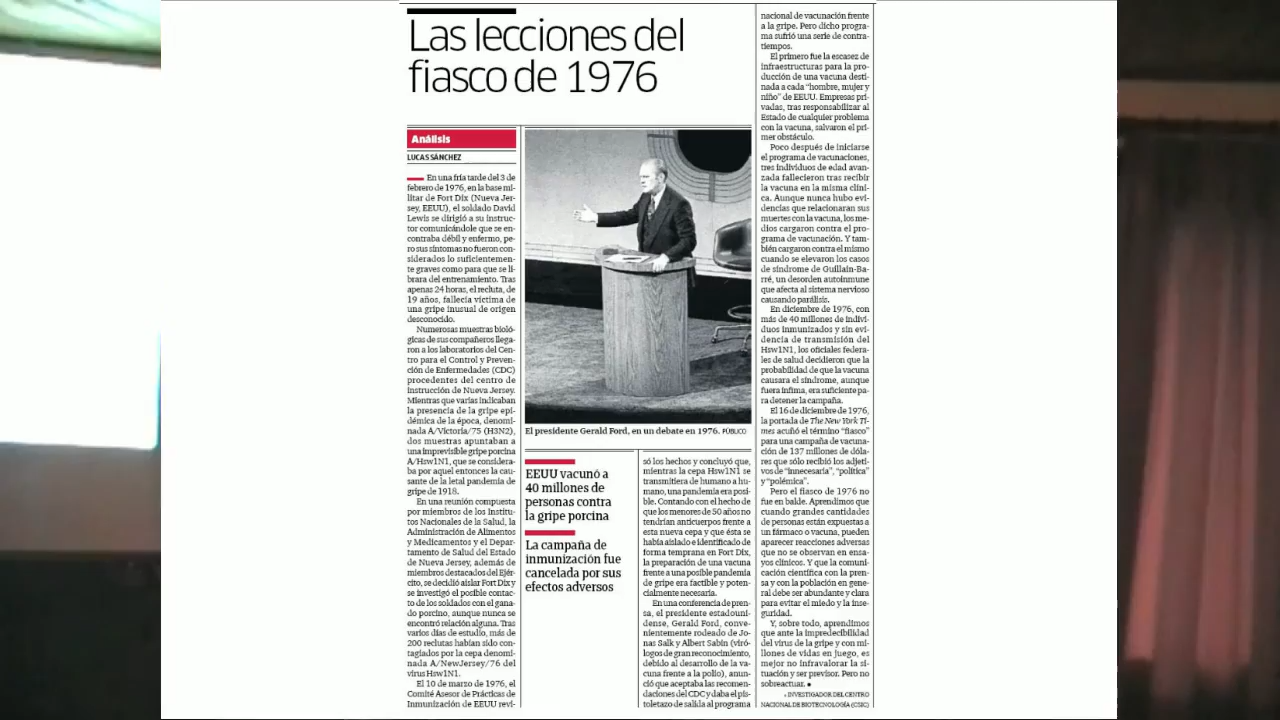 Las lecciones del
fiasco de 1976
Análisis
LUCAS SÁNCHEZ
En una fría tarde del 3 de
febrero de 1976, en la base mi-
litar de Fort Dix (Nueva Jer-
sey, EEUU), el soldado David
Lewis se dirigió a su instruc-
tor comunicándole que se en-
contraba débil y enfermo, pe-
ro sus síntomas no fueron con-
siderados lo suficientemente
graves como para que se li-
brara del entrenamiento. Tras
apenas 24 horas, el recluta, de
19 años, fallecía víctima de
una gripe inusual de origen
desconocido.
Numerosas muestras bioló-
gicas de sus compañeros llega-
ron a los laboratorios del Cen-
tro para el Control y Preven-
ción de Enfermedades (CDC)
procedentes del centro de
instrucción de Nueva Jersey.
Mientras que varias indicaban
la presencia de la gripe epi-
démica de la época, denomi-
nada A/Victoria/75 (H3N2),
dos muestras apuntaban a
una imprevisible gripe porcina
A/Hsw1N1, que se considera-
ba por aquel entonces la cau-
sante de la letal pandemia de
gripe de 1918.
En una reunión compuesta
por miembros de los Institu-
tos Nacionales de la Salud, la
Administración de Alimentos
y Medicamentos y el Depar-
tamento de Salud del Estado
de Nueva Jersey, además de
miembros destacados del Ejér-
cito, se decidió aislar Fort Dix y
se investigó el posible contac-
to de los soldados con el gana-
do porcino, aunque nunca se
encontró relación alguna. Tras
varios días de estudio, más de
200 reclutas habían sido con-
tagiados por la cepa denomi-
nada A/NewJersey/76 del
virus Hsw1N1.
El 10 de marzo de 1976, el
Comité Asesor de Prácticas de
Inmunización de EEUU revi-
El presidente Gerald Ford, en un debate en 1976. PÚBLICO
EEUU vacunó a
40 millones de
personas contra
la gripe porcina
La campaña de
inmunización fue
cancelada por sus
efectos adversos
só los hechos y concluyó que,
mientras la cepa Hsw1N1 se
transmitiera de humano a hu-
mano, una pandemia era posi-
ble. Contando con el hecho de
que los menores de 50 años no
tendrían anticuerpos frente a
esta nueva cepa y que ésta se
había aislado e identificado de
forma temprana en Fort Dix,
la preparación de una vacuna
frente a una posible pandemia
de gripe era factible y poten-
cialmente necesaria.
En una conferencia de pren-
sa, el presidente estadouni-
dense, Gerald Ford, conve-
nientemente rodeado de Jo-
nas Salk y Albert Sabin (viró-
logos de gran reconocimiento,
debido al desarrollo de la va-
cuna frente a la polio), anun-
ció que aceptaba las recomen-
daciones del CDC y daba el pis-
toletazo de salida al programa
nacional de vacunación frente
a la gripe. Pero dicho progra-
ma sufrió una serie de contra-
tiempos.
El primero fue la escasez de
infraestructuras para la pro-
ducción de una vacuna desti-
nada a cada "hombre, mujer y
niño" de EEUU. Empresas pri-
vadas, tras responsabilizar al
Estado de cualquier problema
con la vacuna, salvaron el pri-
mer obstáculo.
Poco después de iniciarse
el programa de vacunaciones,
tres individuos de edad avan-
zada fallecieron tras recibir
la vacuna en la misma clíni-
ca. Aunque nunca hubo evi-
dencias que relacionaran sus
muertes con la vacuna, los me-
dios cargaron contra el pro-
grama de vacunación. Y tam-
bién cargaron contra el mismo
cuando se elevaron los casos
de síndrome de Guillain-Ba-
rré, un desorden autoinmune
que afecta al sistema nervioso
causando parálisis.
En diciembre de 1976, con
más de 40 millones de indivi-
duos inmunizados y sin evi-
dencia de transmisión del
Hsw1N1, los oficiales federa-
les de salud decidieron que la
probabilidad de que la vacuna
causara el síndrome, aunque
fuera ínfima, era suficiente pa-
ra detener la campaña.
El 16 de diciembre de 1976,
la portada de The New York Ti-
mes acuñó el término "fiasco"
para una campaña de vacuna-
ción de 137 millones de dóla-
res que sólo recibió los adjeti-
vos de "innecesaria", "política"
y "polémica".
Pero el fiasco de 1976 no
fue en balde. Aprendimos que
cuando grandes cantidades
de personas están expuestas a
un fármaco o vacuna, pueden
aparecer reacciones adversas
que no se observan en ensa-
yos clínicos. Y que la comuni-
cación científica con la pren-
sa y con la población en gene-
ral debe ser abundante y clara
para evitar el miedo y la inse-
guridad.
Y, sobre todo, aprendimos
que ante la impredecibilidad
del virus de la gripe y con mi-
llones de vidas en juego, es
mejor no infravalorar la si-
tuación y ser previsor. Pero no
sobreactuar.
* INVESTIGADOR DEL CENTRO
NACIONAL DE BIOTECNOLOGÍA (CSIC)